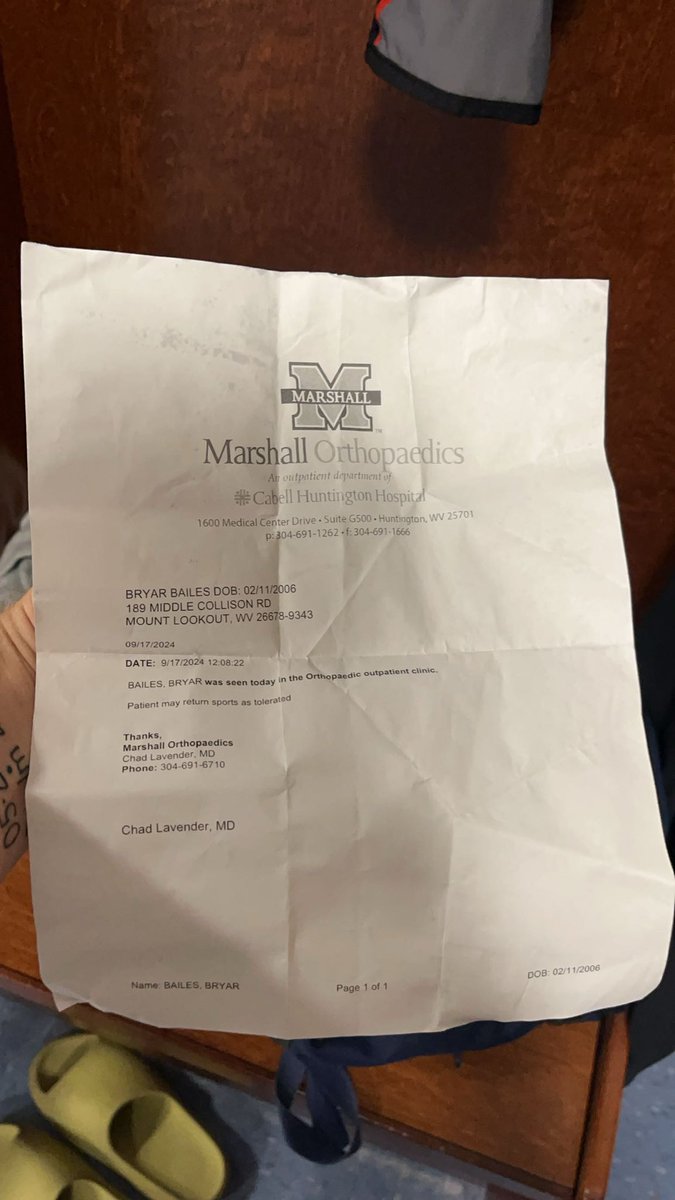 MARSHALL
TM
Marshall Orthopaedics
An outpatient department of
Cabell Huntington Hospital
1600 Medical Center Drive • Suite G500 • Huntington, WV 25701
p: 304-691-1262 • f: 304-691-1666
BRYAR BAILES DOB: 02/11/2006
189 MIDDLE COLLISON RD
MOUNT LOOKOUT, WV 26678-9343
09/17/2024
DATE: 9/17/2024 12:08:22
BAILES, BRYAR was seen today in the Orthopaedic outpatient clinic.
Patient may return sports as tolerated
Thanks,
Marshall Orthopaedics
Chad Lavender, MD
Phone: 304-691-6710
Chad Lavender, MD
Name: BAILES, BRYAR
Page 1 of 1
DOB: 02/11/2006